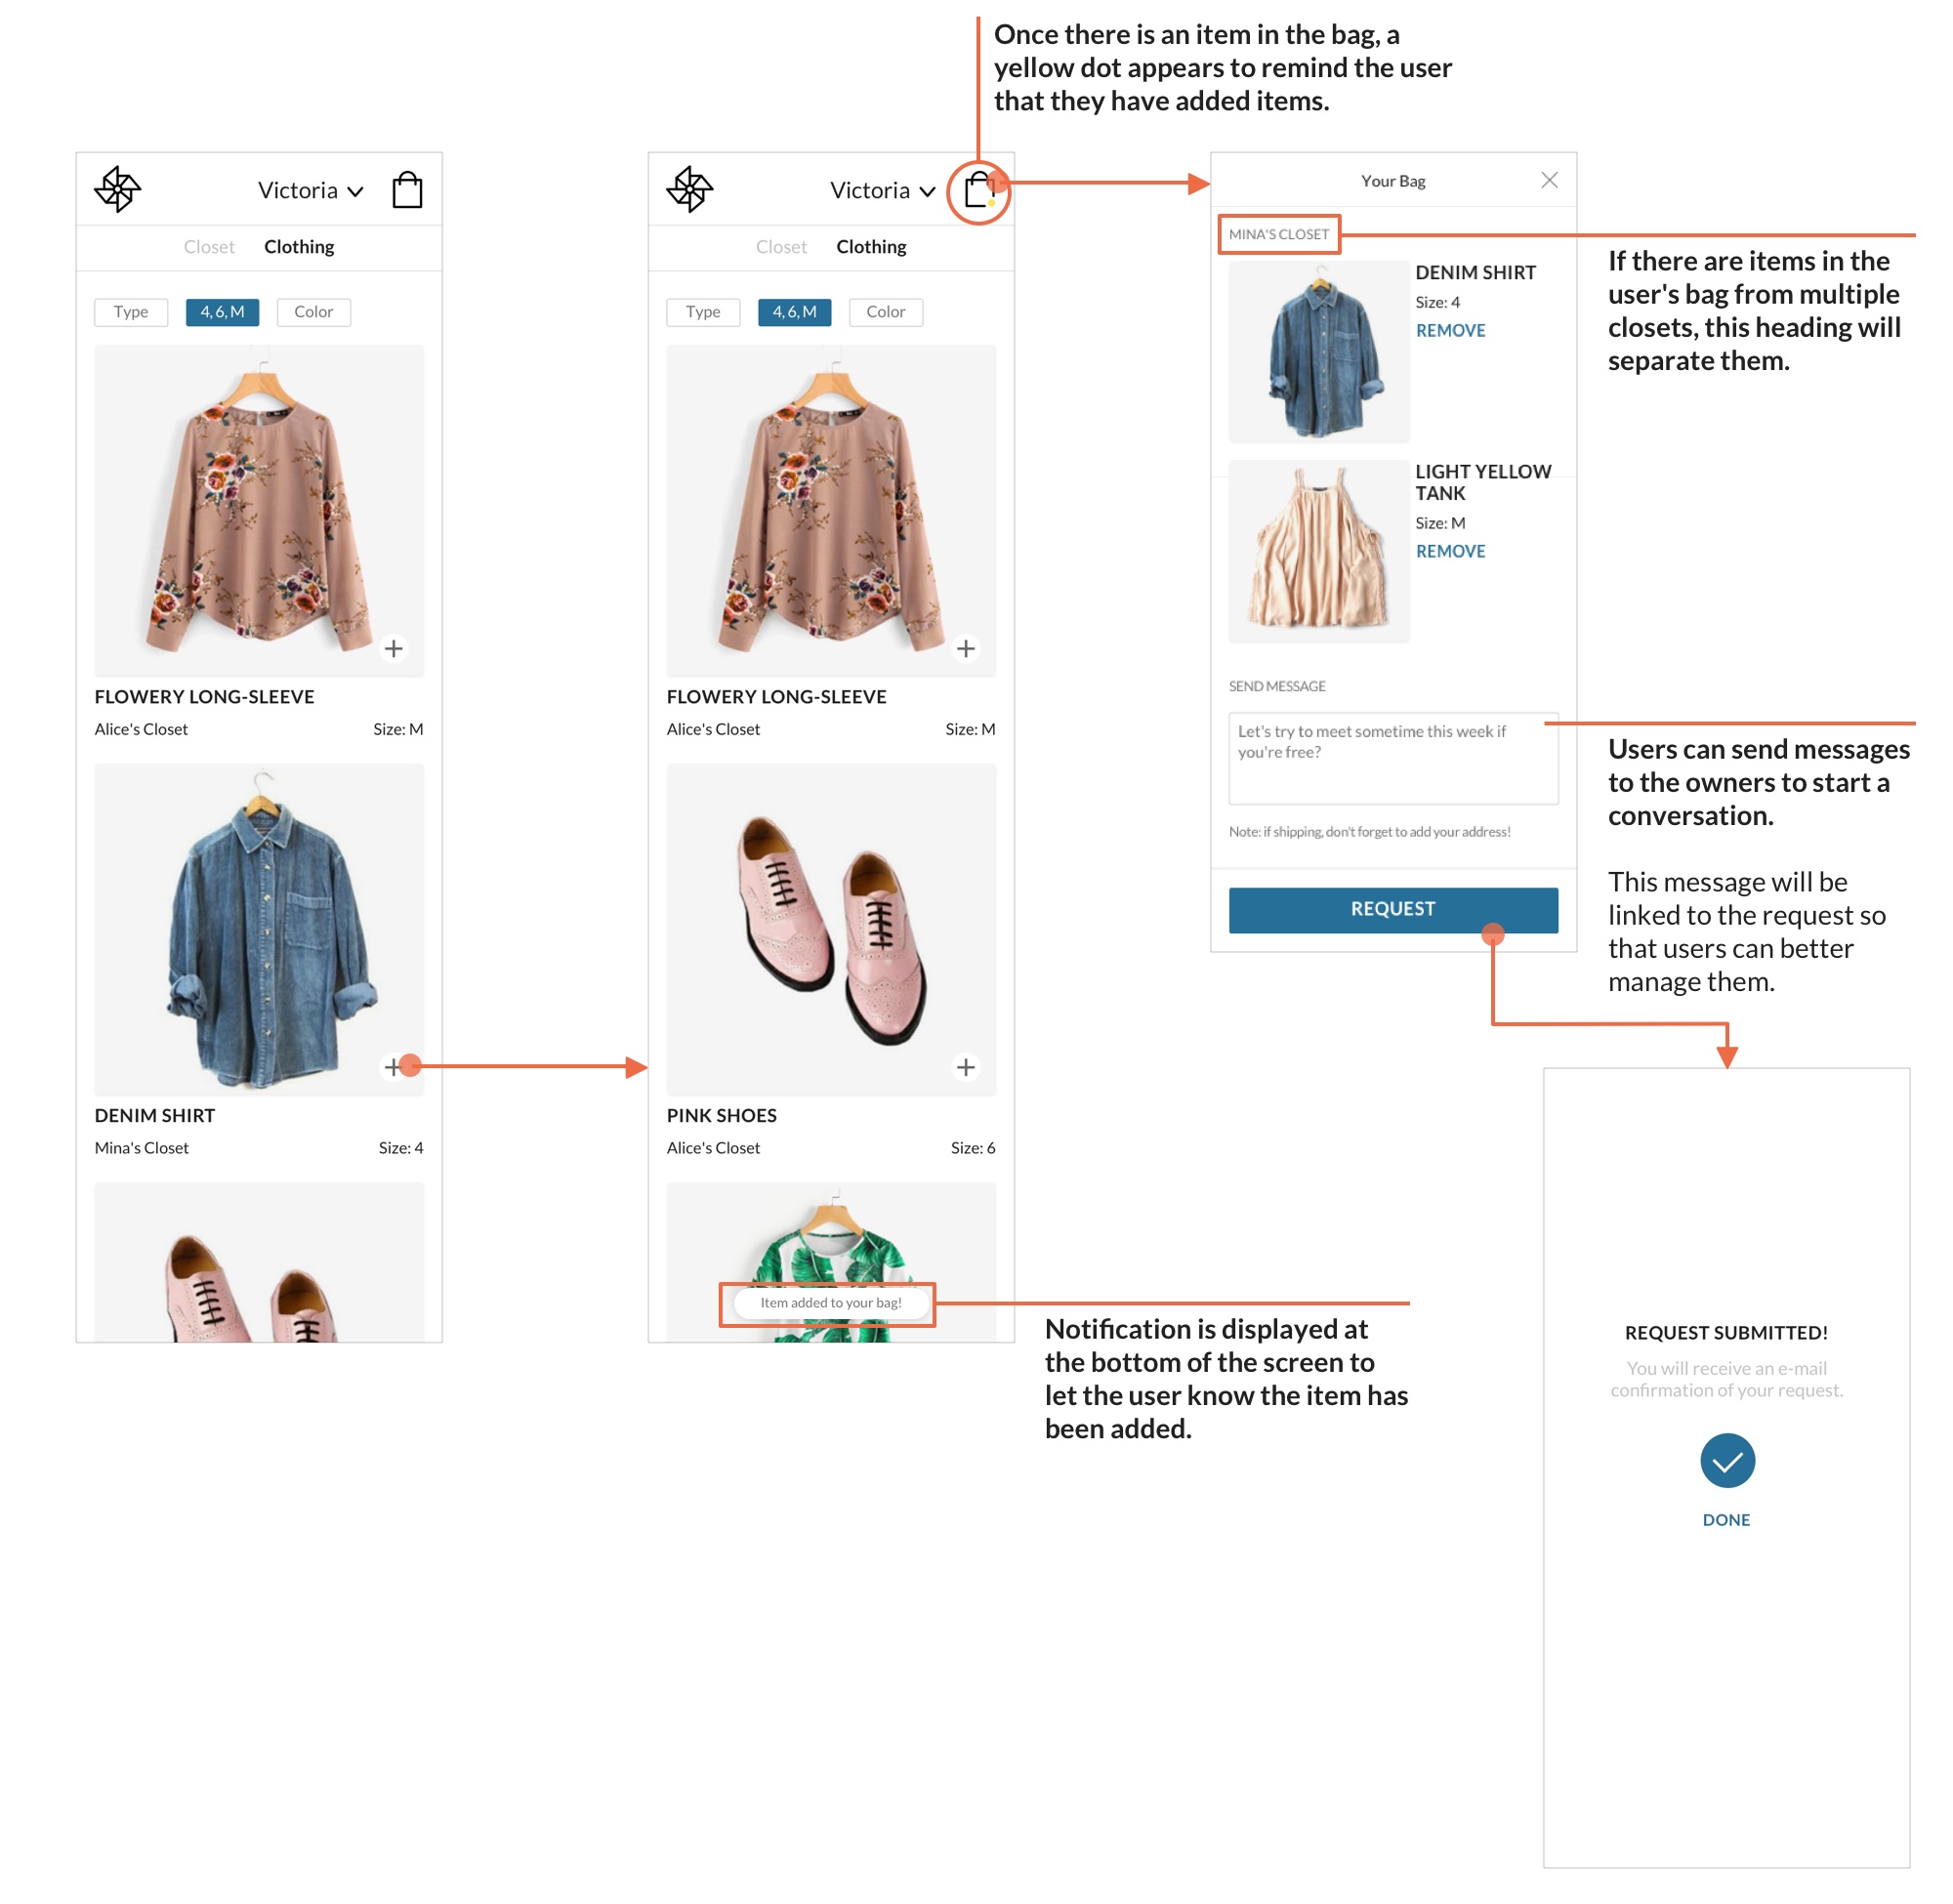 Once there is an item in the bag, a
yellow dot appears to remind the user
that they have added items.
Victoria
Closet Clothing
Type 4, 6, M Color
FLOWERY LONG-SLEEVE
Alice's Closet Size: M
DENIM SHIRT
Mina's Closet Size: 4
Victoria
Closet Clothing
Type 4, 6, M Color
FLOWERY LONG-SLEEVE
Alice's Closet Size: M
PINK SHOES
Alice's Closet Size: 6
Item added to your bag!
Notification is displayed at
the bottom of the screen to
let the user know the item has
been added.
Your Bag
MINA'S CLOSET
DENIM SHIRT
Size: 4
REMOVE
LIGHT YELLOW
TANK
Size: M
REMOVE
SEND MESSAGE
Let's try to meet sometime this week if
you're free?
Note: if shipping, don't forget to add your address!
REQUEST
If there are items in the
user's bag from multiple
closets, this heading will
separate them.
Users can send messages
to the owners to start a
conversation.
This message will be
linked to the request so
that users can better
manage them.
REQUEST SUBMITTED!
You will receive an e-mail
confirmation of your request.
DONE